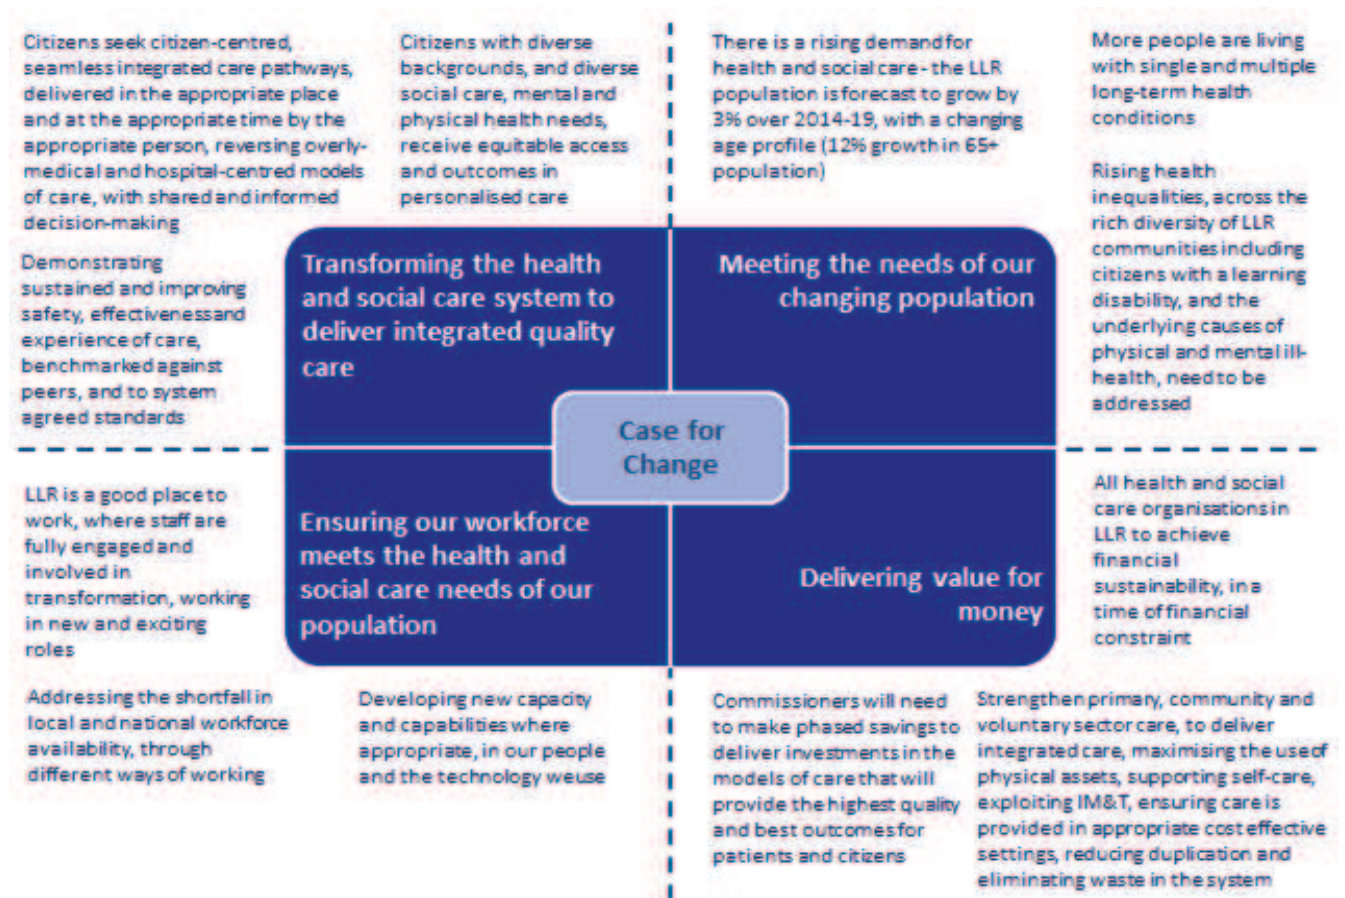 Citizens seek citizen-centred,
seamless integrated care pathways,
delivered in the appropriate place
and at the appropriate time by the
appropriate person, reversing overly-
medical and hospital-centred models
of care, with shared and informed
decision-making
Citizens with diverse
backgrounds, and diverse
social care, mental and
physical health needs,
receive equitable access
and outcomes in
personalised care
Demonstrating
sustained and improving
safety, effectiveness and
experience of care,
benchmarked against
peers, and to system
agreed standards
Transforming the health
and social care system to
deliver integrated quality
care
There is a rising demand for
health and social care - the LLR
population is forecast to grow by
3% over 2014-19, with a changing
age profile (12% growth in 65+
population)
More people are living
with single and multiple
long-term health
conditions
Rising health
inequalities, across the
rich diversity of LLR
communities including
citizens with a learning
disability, and the
underlying causes of
physical and mental ill-
health, need to be
addressed
Meeting the needs of our
changing population
Case for
Change
LLR is a good place to
work, where staff are
fully engaged and
involved in
transformation, working
in new and exciting
roles
Ensuring our workforce
meets the health and
social care needs of our
population
Addressing the shortfall in
local and national workforce
availability, through
different ways of working
Developing new capacity
and capabilities where
appropriate, in our people
and the technology we use
Delivering value for
money
All health and social
care organisations in
LLR to achieve
financial
sustainability, in a
time of financial
constraint
Commissioners will need
to make phased savings to
deliver investments in the
models of care that will
provide the highest quality
and best outcomes for
patients and citizens
Strengthen primary, community and
voluntary sector care, to deliver
integrated care, maximising the use of
physical assets, supporting self-care,
exploiting IM&T, ensuring care is
provided in appropriate cost effective
settings, reducing duplication and
eliminating waste in the system